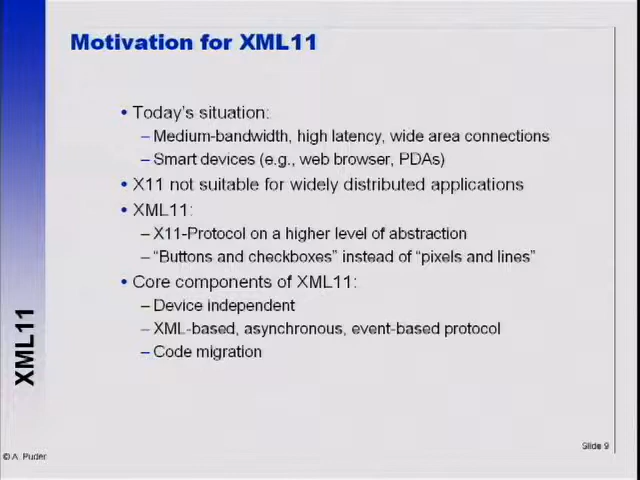 Motivation for XML11
• Today's situation:
– Medium-bandwidth, high latency, wide area connections
– Smart devices (e.g., web browser, PDAs)
• X11 not suitable for widely distributed applications
• XML11:
– X11-Protocol on a higher level of abstraction
– "Buttons and checkboxes" instead of "pixels and lines"
• Core components of XML11:
– Device independent
– XML-based, asynchronous, event-based protocol
– Code migration
XML11
Slide 9
© A. Puder